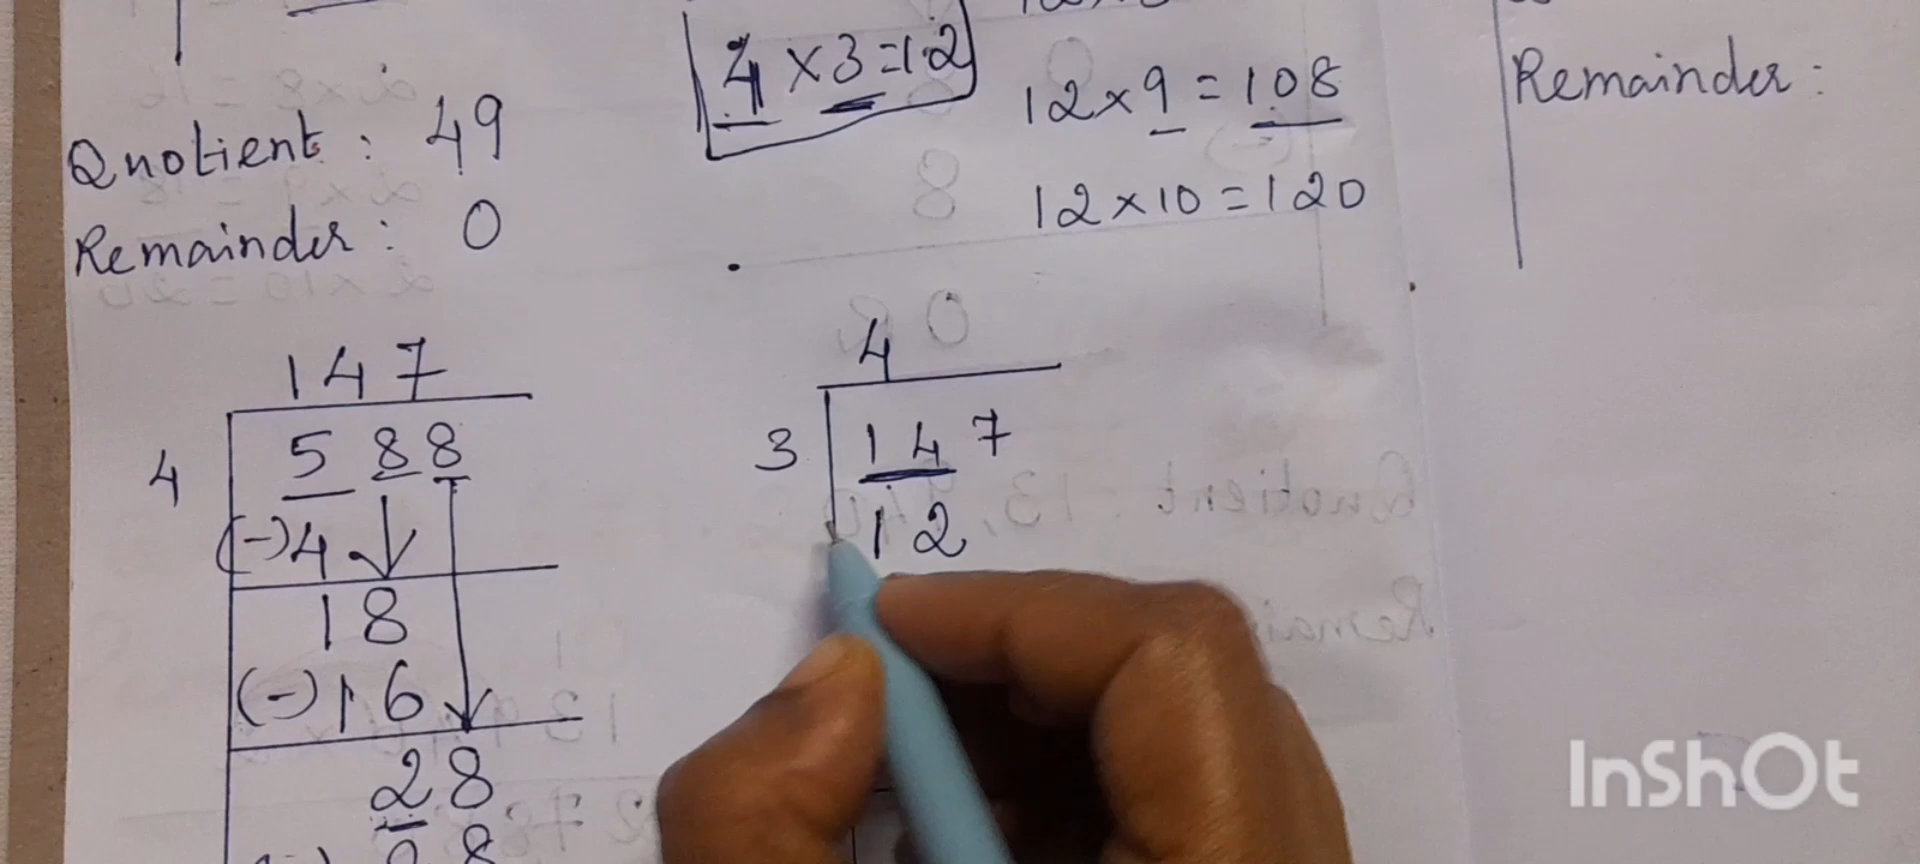 4 × 3 = 12
12 × 9 = 108
12 × 10 = 120
Remainder :
Quotient : 49
Remainder : 0
147
4 588
(-) 4
18
(-) 16
28
4
3 147
12
InShOt